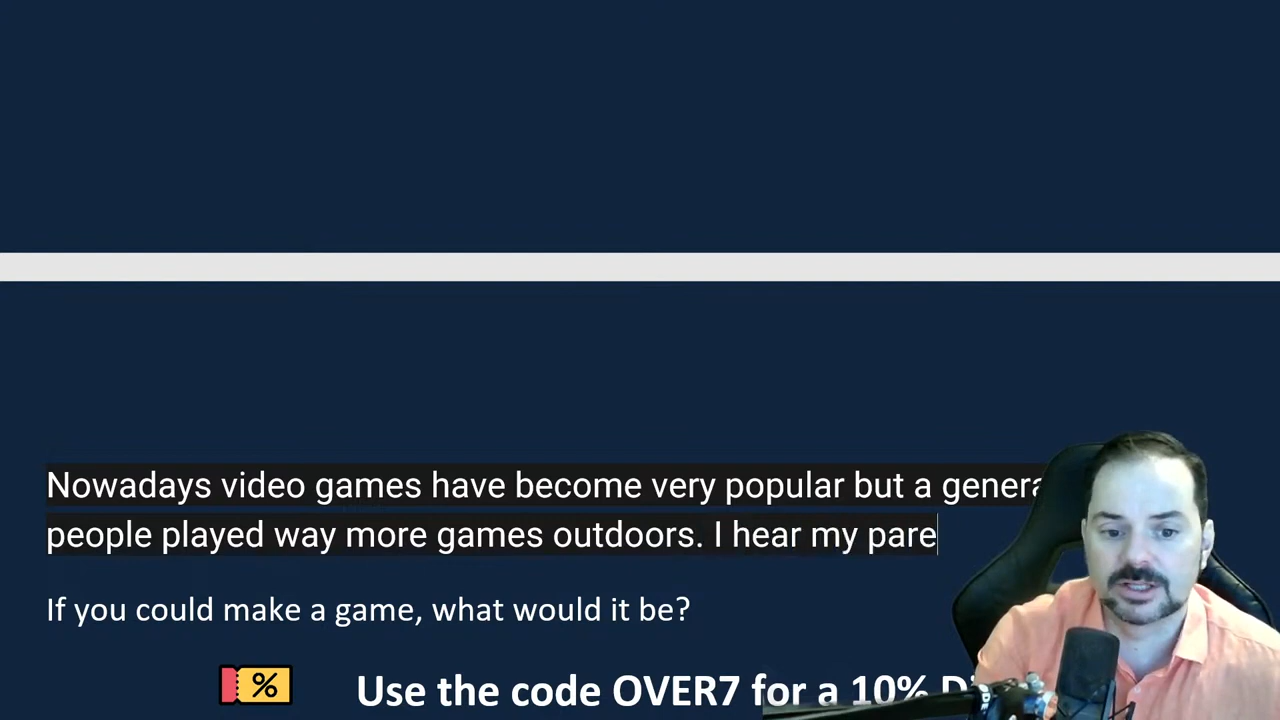 Nowadays video games have become very popular but a genera
people played way more games outdoors. I hear my pare
If you could make a game, what would it be?
%
Use the code OVER7 for a 10%